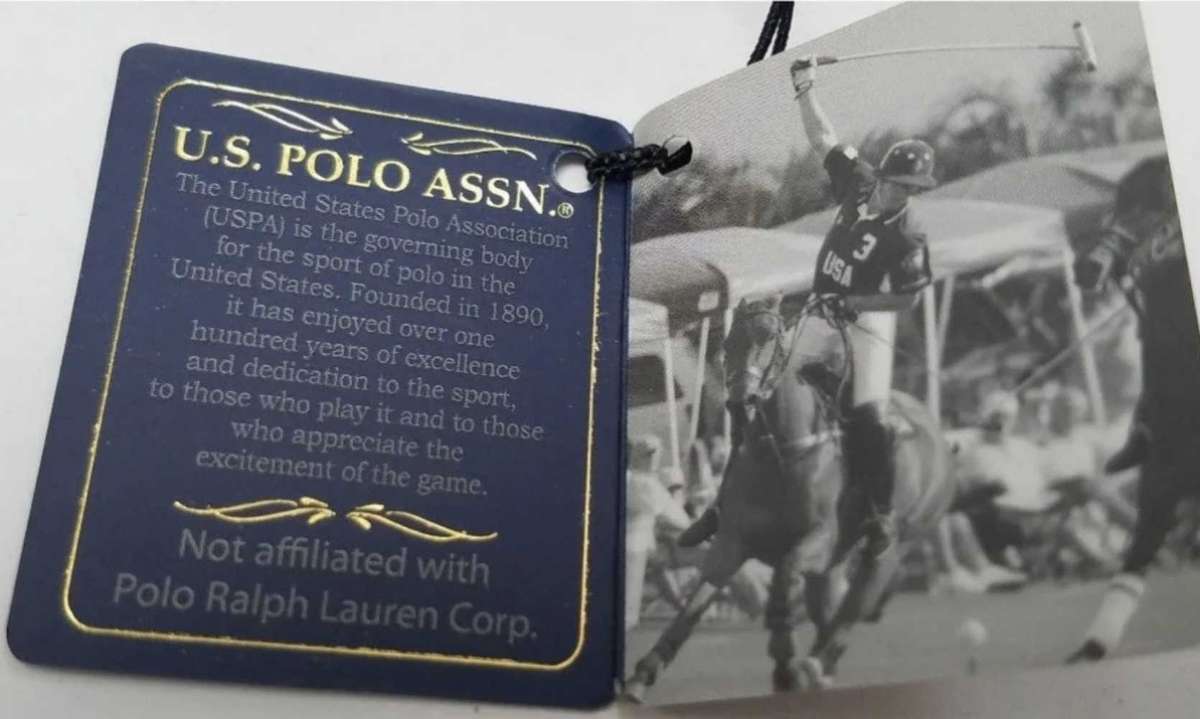 U.S. POLO ASSN.®
The United States Polo Association
(USPA) is the governing body
for the sport of polo in the
United States. Founded in 1890,
it has enjoyed over one
hundred years of excellence
and dedication to the sport,
to those who play it and to those
who appreciate the
excitement of the game.
Not affiliated with
Polo Ralph Lauren Corp.
3
USA